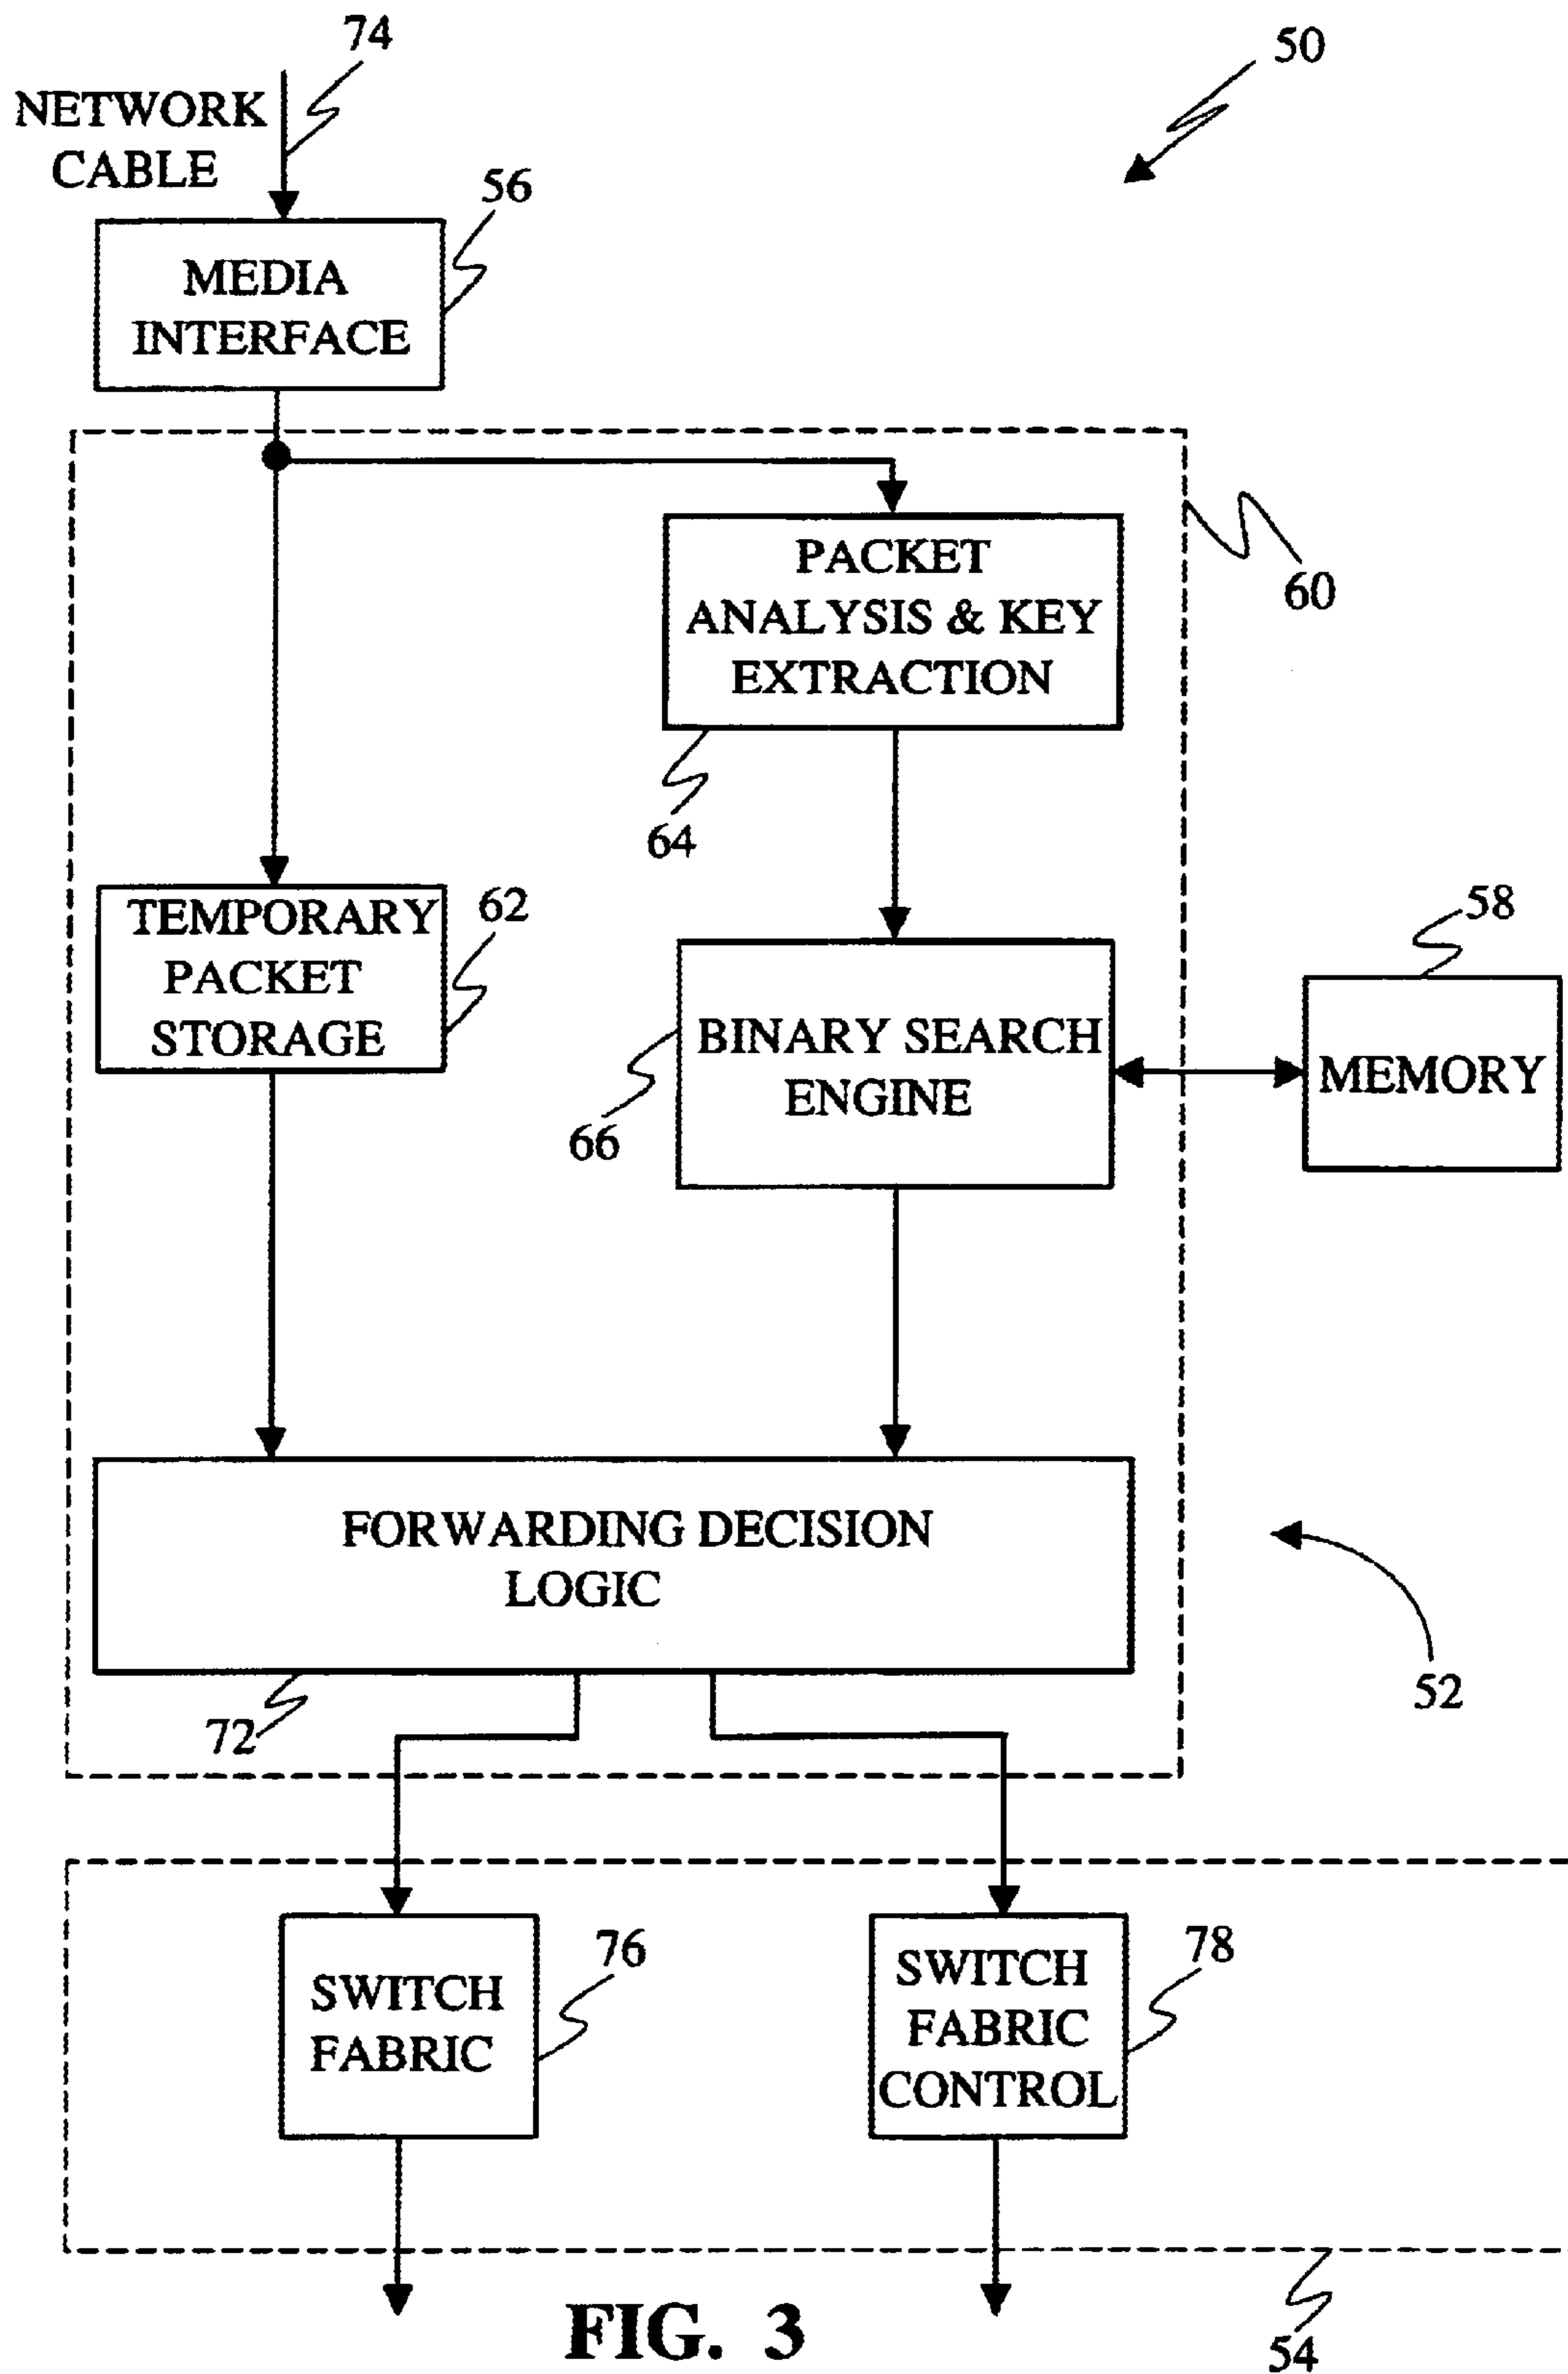 74
50
NETWORK
CABLE
56
MEDIA
INTERFACE
PACKET
ANALYSIS & KEY
EXTRACTION
60
64
TEMPORARY
PACKET
STORAGE
62
58
BINARY SEARCH
ENGINE
MEMORY
66
FORWARDING DECISION
LOGIC
52
72
SWITCH
FABRIC
76
SWITCH
FABRIC
CONTROL
78
FIG. 3
54